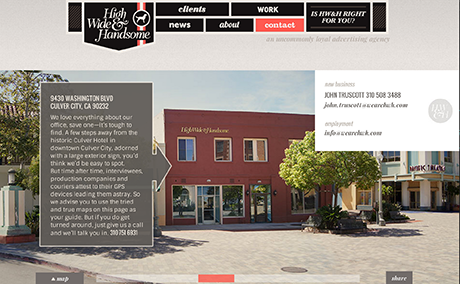 High
Wide &
Handsome
clients
WORK
IS HW&H RIGHT
FOR YOU?
news
about
contact
an uncommonly local advertising agency
9430 WASHINGTON BLVD
CULVER CITY, CA 90232
We love everything about our
office, save one—it's tough to
find. A few steps away from the
historic Culver Hotel in
downtown Culver City, adorned
with a large exterior sign, you'd
think we'd be easy to spot.
But time after time, interviewees,
production companies and
couriers attest to their GPS
devices leading them astray. So
we advise you to use the tried
and true maps on this page as
your guide. But if you do get
turned around, just give us a call
and we'll talk you in. 310 751 6931
High Wide & Handsome
new business
JOHN TRUSCOTT 310 508 3488
john.truscott@wearehwh.com
employment
info@wearehwh.com
map
share